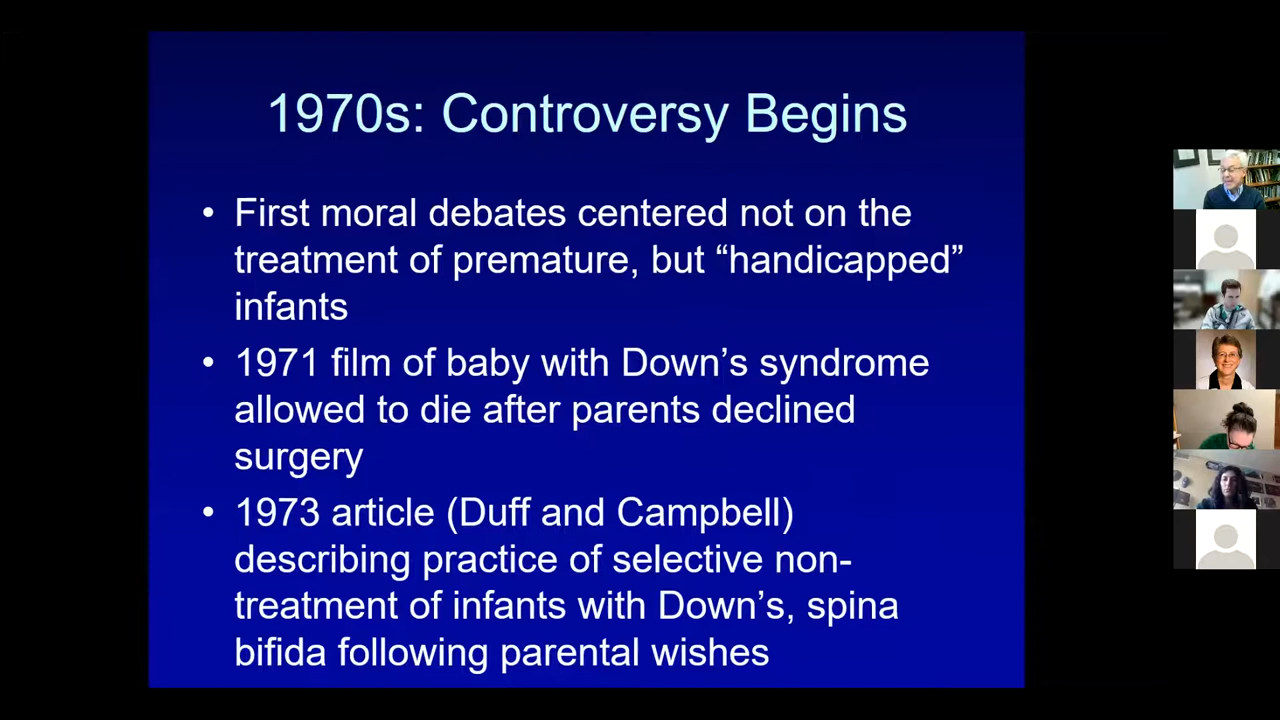 1970s: Controversy Begins
• First moral debates centered not on the
treatment of premature, but “handicapped”
infants
• 1971 film of baby with Down’s syndrome
allowed to die after parents declined
surgery
• 1973 article (Duff and Campbell)
describing practice of selective non-
treatment of infants with Down’s, spina
bifida following parental wishes